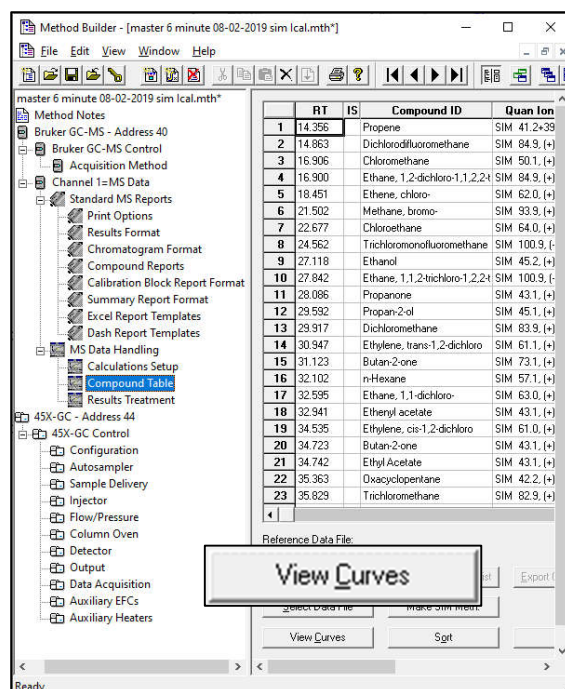 Method Builder - [master 6 minute 08-02-2019 sim Ical.mth*]
File Edit View Window Help
master 6 minute 08-02-2019 sim Ical.mth*
Method Notes
Bruker GC-MS - Address 40
Bruker GC-MS Control
Acquisition Method
Channel 1=MS Data
Standard MS Reports
Print Options
Results Format
Chromatogram Format
Compound Reports
Calibration Block Report Format
Summary Report Format
Excel Report Templates
Dash Report Templates
MS Data Handling
Calculations Setup
Compound Table
Results Treatment
45X-GC - Address 44
45X-GC Control
Configuration
Autosampler
Sample Delivery
Injector
Flow/Pressure
Column Oven
Detector
Output
Data Acquisition
Auxiliary EFCs
Auxiliary Heaters
RT IS Compound ID Quan Ion
1 14.356 Propene SIM 41.2+39
2 14.863 Dichlorodifluoromethane SIM 84.9, (+)
3 16.906 Chloromethane SIM 50.1, (+)
4 16.900 Ethane, 1,2-dichloro-1,1,2,2-t SIM 84.9, (+)
5 18.451 Ethene, chloro- SIM 62.0, (+)
6 21.502 Methane, bromo- SIM 93.9, (+)
7 22.677 Chloroethane SIM 64.0, (+)
8 24.562 Trichloromonofluoromethane SIM 100.9, (-
9 27.118 Ethanol SIM 45.2, (+)
10 27.842 Ethane, 1,1,2-trichloro-1,2,2-t SIM 100.9, (-
11 28.086 Propanone SIM 43.1, (+)
12 29.592 Propan-2-ol SIM 45.1, (+)
13 29.917 Dichloromethane SIM 83.9, (+)
14 30.947 Ethylene, trans-1,2-dichloro SIM 61.1, (+)
15 31.123 Butan-2-one SIM 73.1, (+)
16 32.102 n-Hexane SIM 57.1, (+)
17 32.595 Ethane, 1,1-dichloro- SIM 63.0, (+)
18 32.941 Ethenyl acetate SIM 43.1, (+)
19 34.535 Ethylene, cis-1,2-dichloro SIM 61.0, (+)
20 34.723 Butan-2-one SIM 43.1, (+)
21 34.742 Ethyl Acetate SIM 43.1, (+)
22 35.363 Oxacyclopentane SIM 42.2, (+)
23 35.829 Trichloromethane SIM 82.9, (+)
Reference Data File:
View Curves
Export
Select Data File Make SIM Meth.
View Curves Sort
Ready